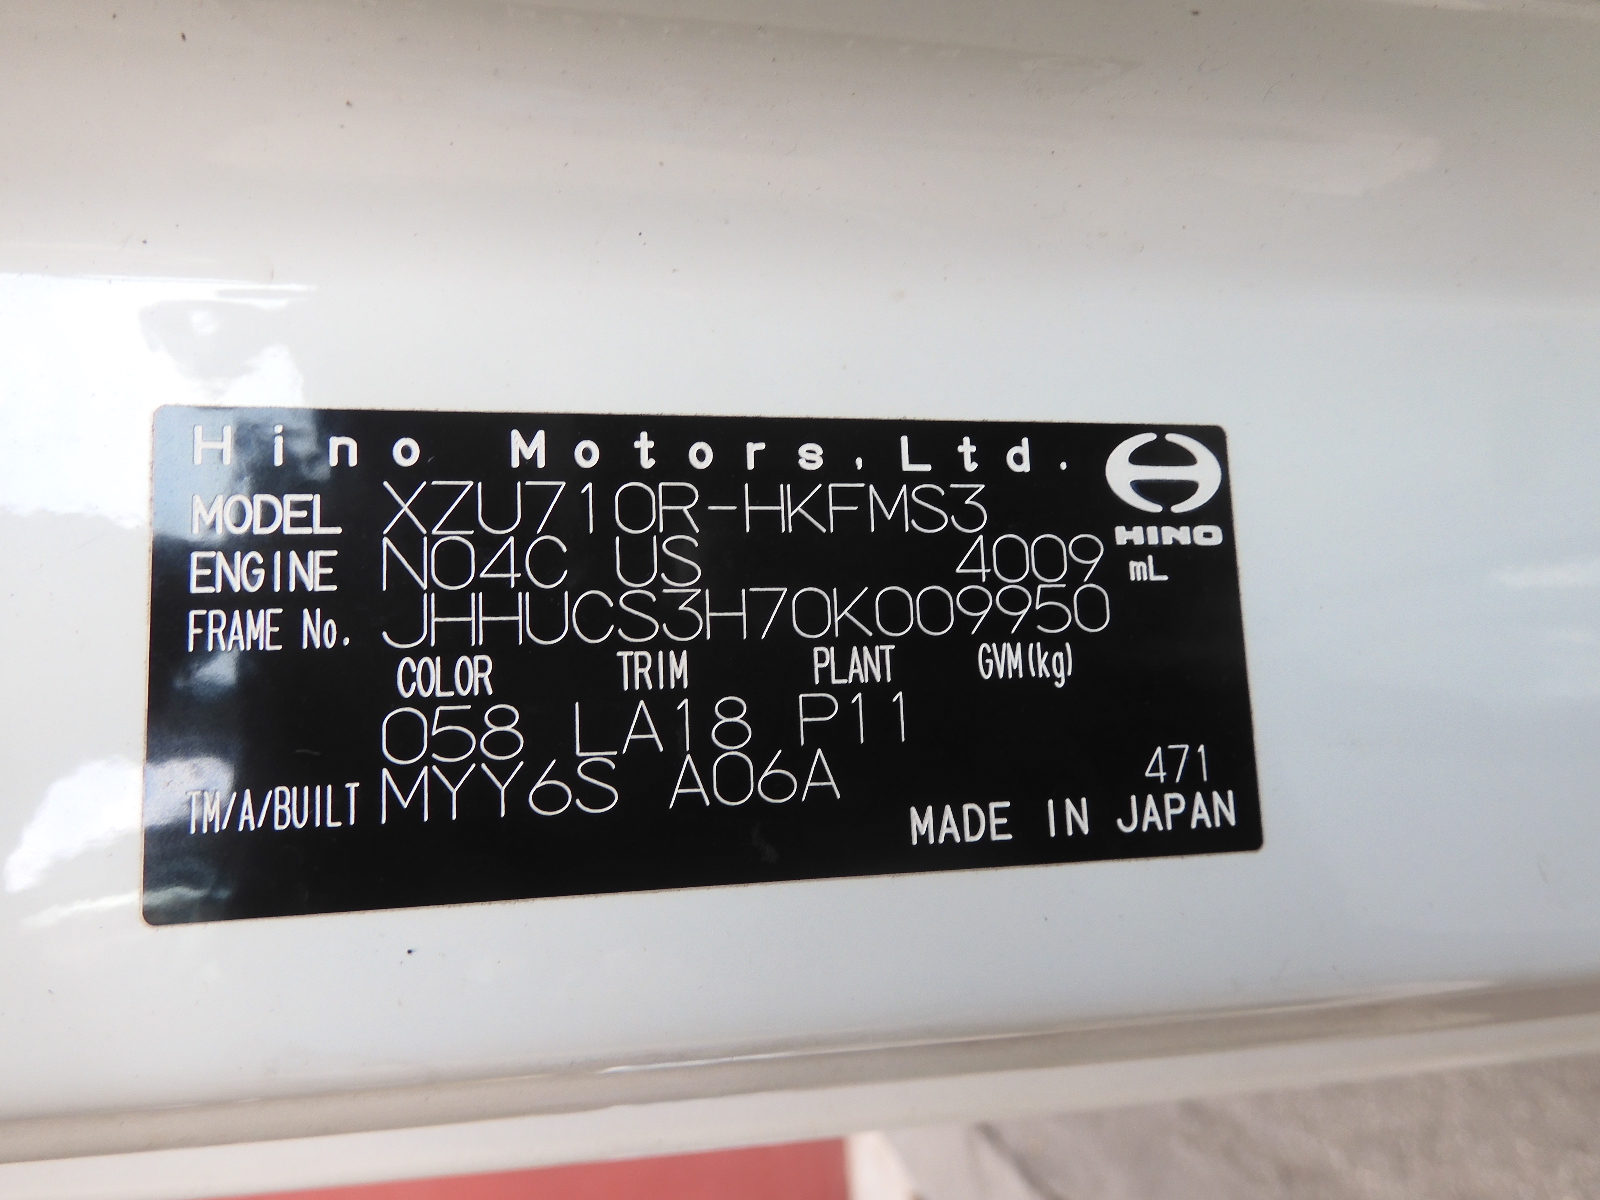 Hino Motors, Ltd.
HINO
MODEL XZU710R-HKFMS3
ENGINE N04C US 4009 mL
FRAME No. JHHUCS3H70K009950
COLOR TRIM PLANT GVM(kg)
058 LA18 P11
TM/A/BUILT MYY6S A06A
471
MADE IN JAPAN